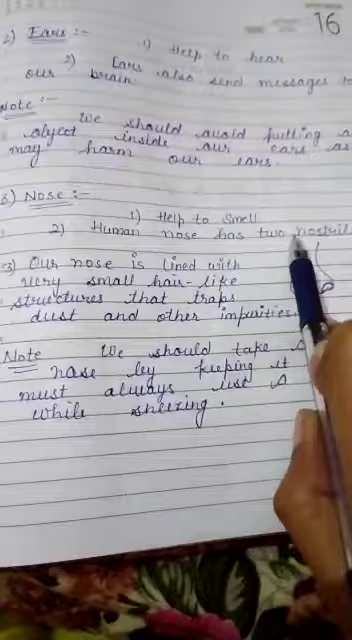 16
2) Ears :-
1) Help to hear
2) Ears also send messages to
our brain.
Note :-
We should avoid putting a
object inside our ears as
may harm our ears.
3) Nose :-
1) Help to smell
2) Human nose has two nostrils
3) Our nose is lined with
very small hair-like
structures that traps
dust and other impurities.
Note We should take
nose by keeping it
must always
while sneezing.